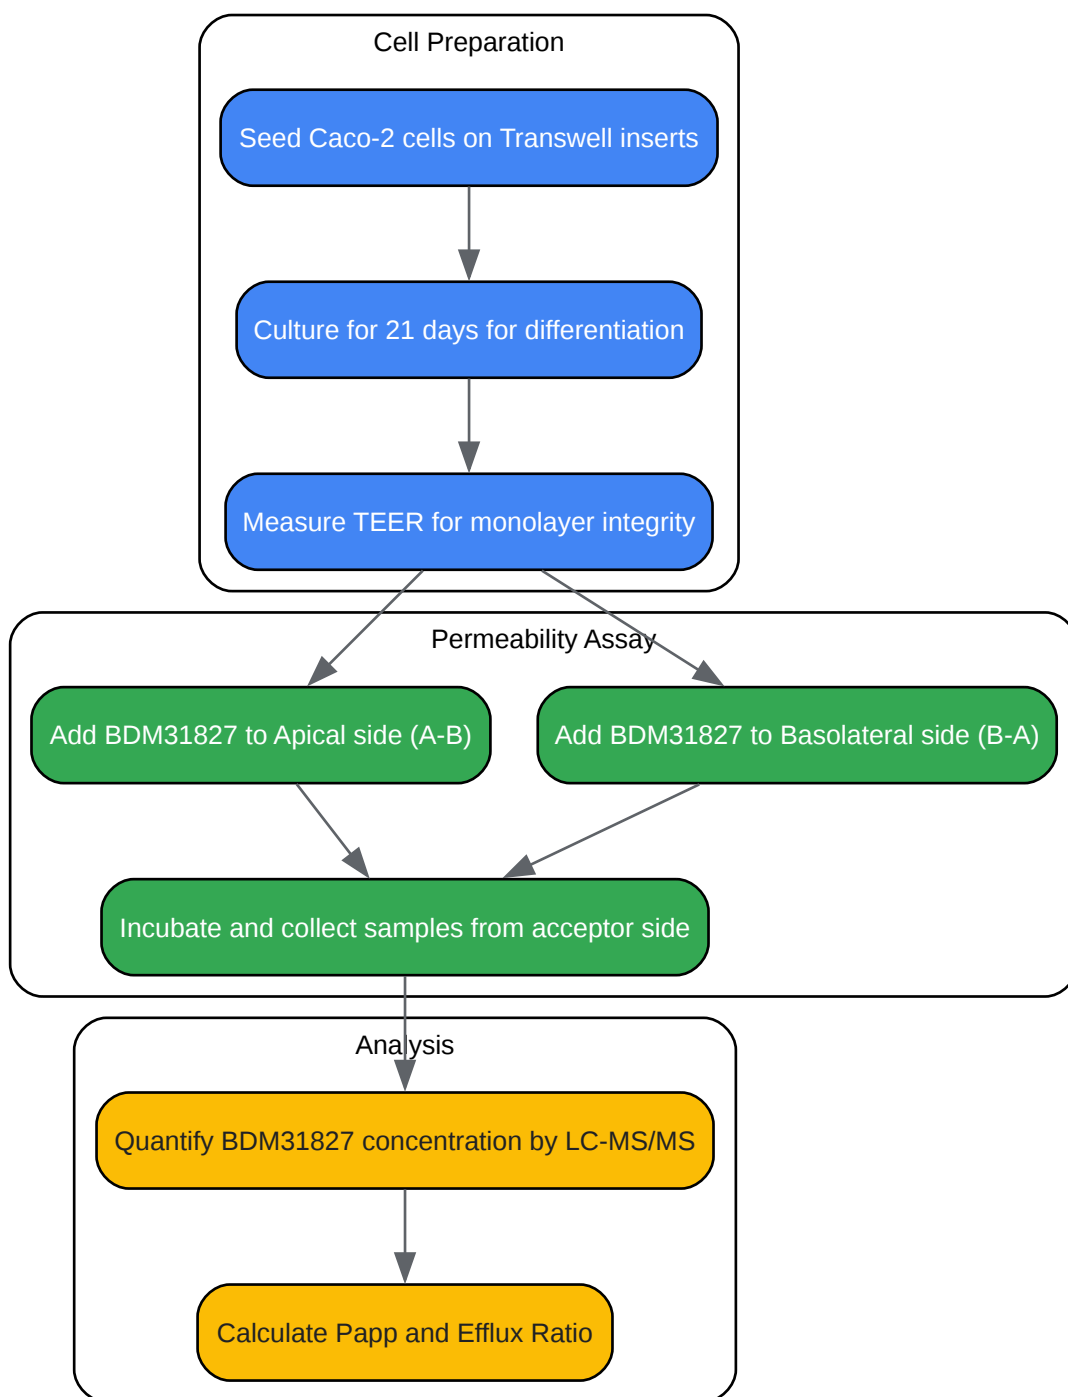 Cell Preparation
Seed Caco-2 cells on Transwell inserts
Culture for 21 days for differentiation
Measure TEER for monolayer integrity
Permeability Assay
Add BDM31827 to Apical side (A-B)
Add BDM31827 to Basolateral side (B-A)
Incubate and collect samples from acceptor side
Analysis
Quantify BDM31827 concentration by LC-MS/MS
Calculate Papp and Efflux Ratio